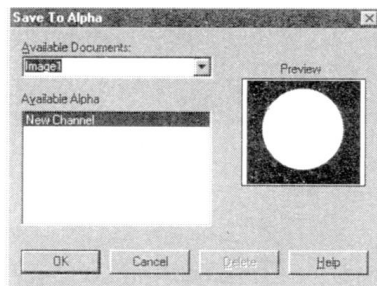 Save To Alpha
Available Documents:
Image1
Preview
Available Alpha
New Channel
OK Cancel Delete Help